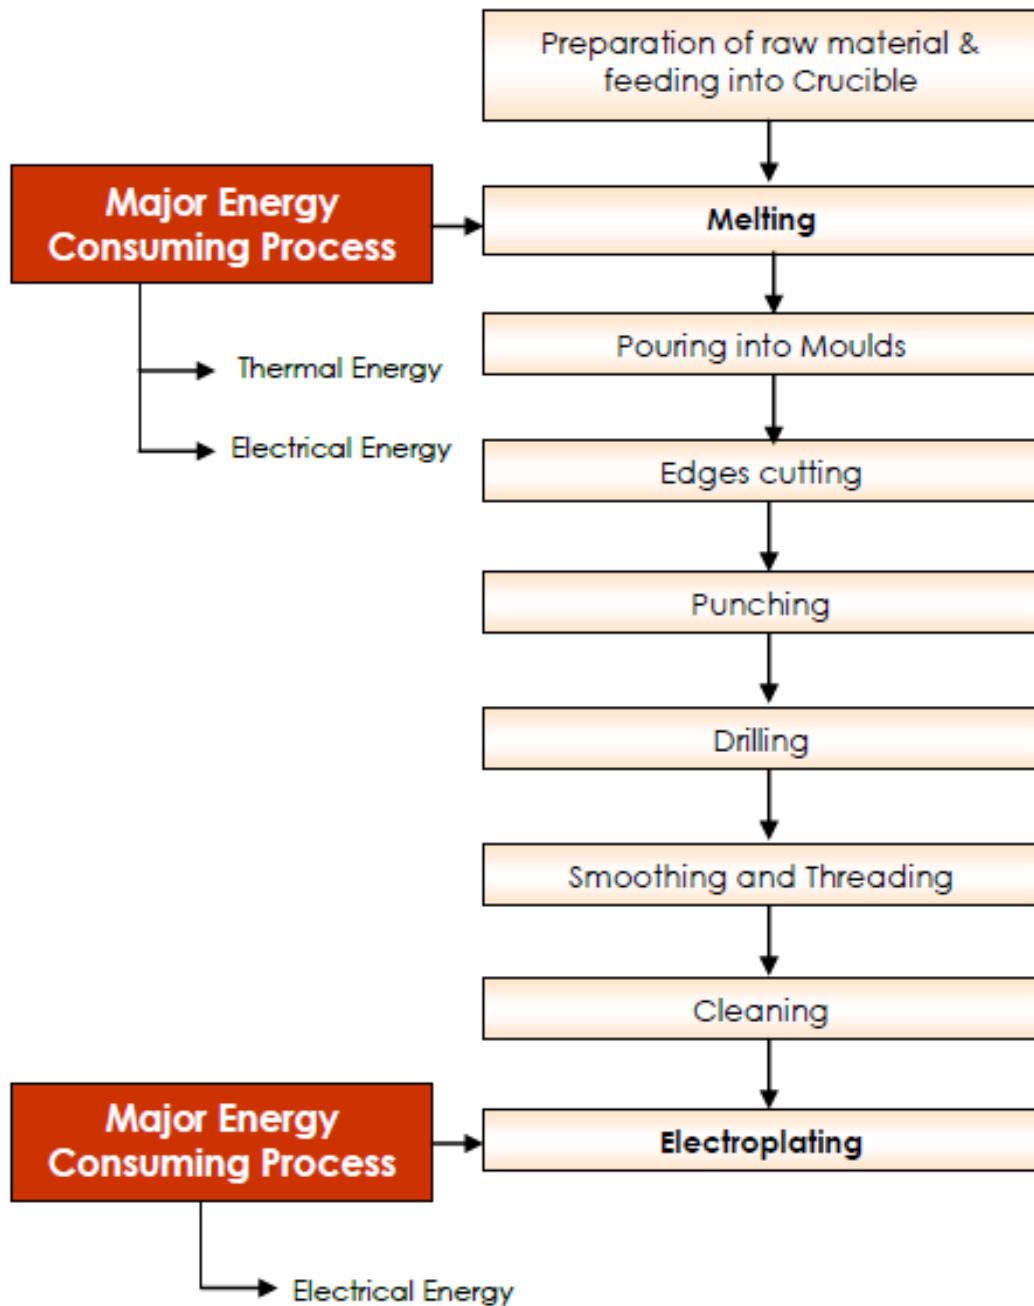 Preparation of raw material &
feeding into Crucible
Major Energy
Consuming Process
Melting
Thermal Energy
Electrical Energy
Pouring into Moulds
Edges cutting
Punching
Drilling
Smoothing and Threading
Cleaning
Major Energy
Consuming Process
Electroplating
Electrical Energy